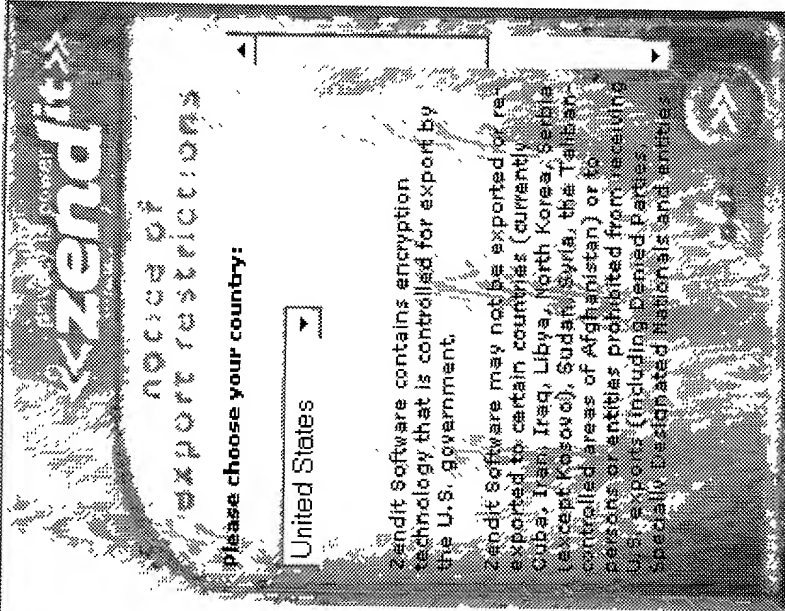 «zendit»
notice of
export restrictions
Please choose your country:
United States
Zendit Software contains encryption
technology that is controlled for export by
the U.S. government.
Zendit Software may not be exported or re-
exported to certain countries (currently
Cuba, Iran, Iraq, Libya, North Korea, Serbia
(except Kosovo), Sudan, Syria, the Taliban-
controlled areas of Afghanistan) or to
persons or entities prohibited from receiving
U.S. exports (including Denied Parties,
Specially Designated Nationals and entities